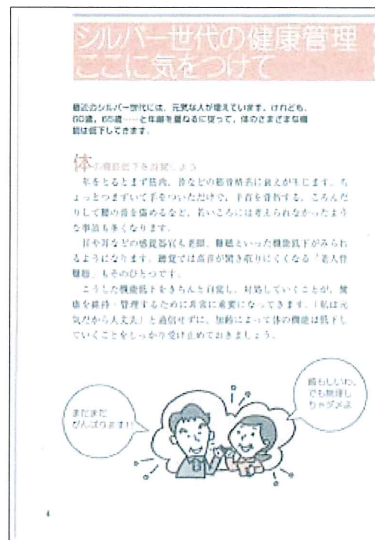 シルバー世代の健康管理
ここに気をつけて
最近のシルバー世代には、元気な人が増えています。けれども、
60歳、65歳……と年齢を重ねるに従って、体のさまざまな機
能は低下してきます。
体の機能低下を自覚しよう
年をとるとまず筋肉、骨などの筋骨格系に衰えが生じます。ち
ょっとつまずいて手をついただけで、手首を骨折する、ころんだ
りして腰の骨を傷めるなど、若いころには考えられなかったよう
な事故も多くなります。
目や耳などの感覚器官も老眼、難聴といった機能低下がみられ
るようになります。聴覚では高音が聞き取りにくくなる「老人性
難聴」もそのひとつです。
こうした機能低下をきちんと自覚し、対処していくことが、健
康を維持・管理するために非常に重要になってきます。「私は元
気だから大丈夫」と過信せずに、加齢によって体の機能は低下し
ていくことをしっかり受け止めておきましょう。
まだまだ
がんばります!!
頼もしいわ。
でも無理し
ちゃダメよ
4